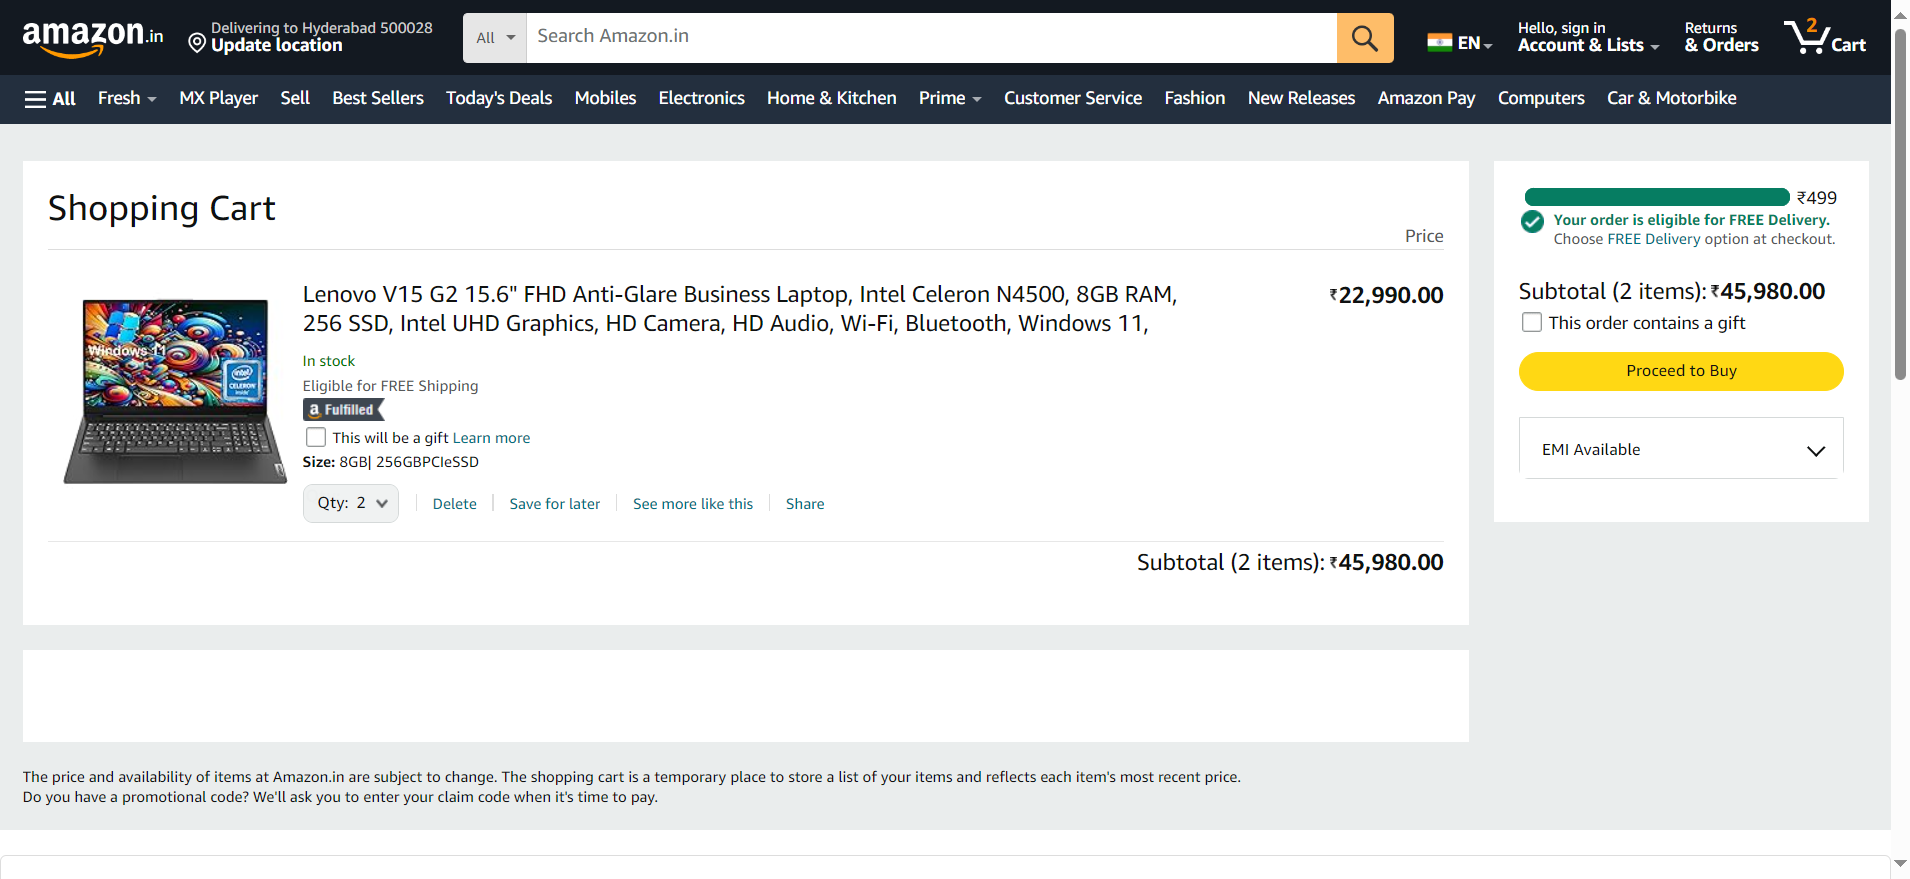 amazon.in
Delivering to Hyderabad 500028
Update location
All
Search Amazon.in
EN
Hello, sign in
Account & Lists
Returns
& Orders
2
Cart
All
Fresh
MX Player
Sell
Best Sellers
Today's Deals
Mobiles
Electronics
Home & Kitchen
Prime
Customer Service
Fashion
New Releases
Amazon Pay
Computers
Car & Motorbike
Shopping Cart
Price
Windows 11
intel
CELERON
inside
Lenovo V15 G2 15.6" FHD Anti-Glare Business Laptop, Intel Celeron N4500, 8GB RAM,
256 SSD, Intel UHD Graphics, HD Camera, HD Audio, Wi-Fi, Bluetooth, Windows 11,
₹22,990.00
In stock
Eligible for FREE Shipping
a Fulfilled
This will be a gift Learn more
Size: 8GB| 256GBPCIeSSD
Qty: 2
Delete
Save for later
See more like this
Share
Subtotal (2 items): ₹45,980.00
₹499
Your order is eligible for FREE Delivery.
Choose FREE Delivery option at checkout.
Subtotal (2 items): ₹45,980.00
This order contains a gift
Proceed to Buy
EMI Available
The price and availability of items at Amazon.in are subject to change. The shopping cart is a temporary place to store a list of your items and reflects each item's most recent price.
Do you have a promotional code? We'll ask you to enter your claim code when it's time to pay.